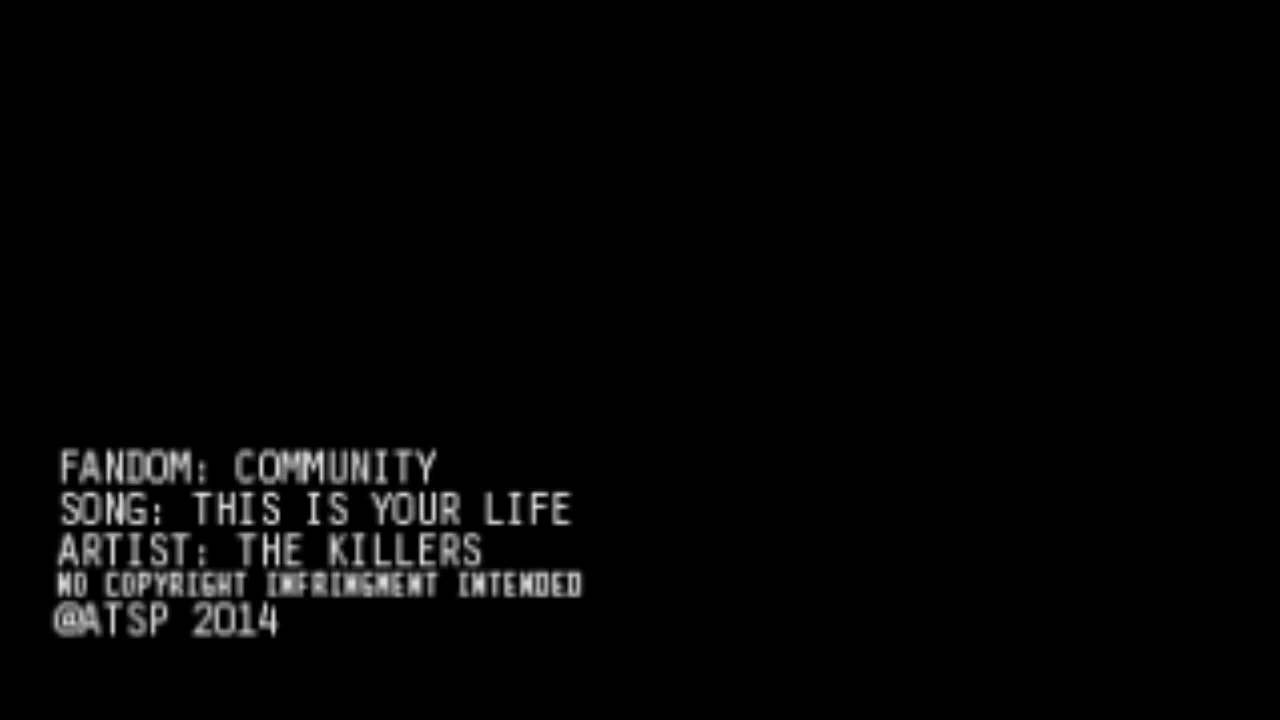 FANDOM: COMMUNITY
SONG: THIS IS YOUR LIFE
ARTIST: THE KILLERS
NO COPYRIGHT INFRINGMENT INTENDED
@ATSP 2014